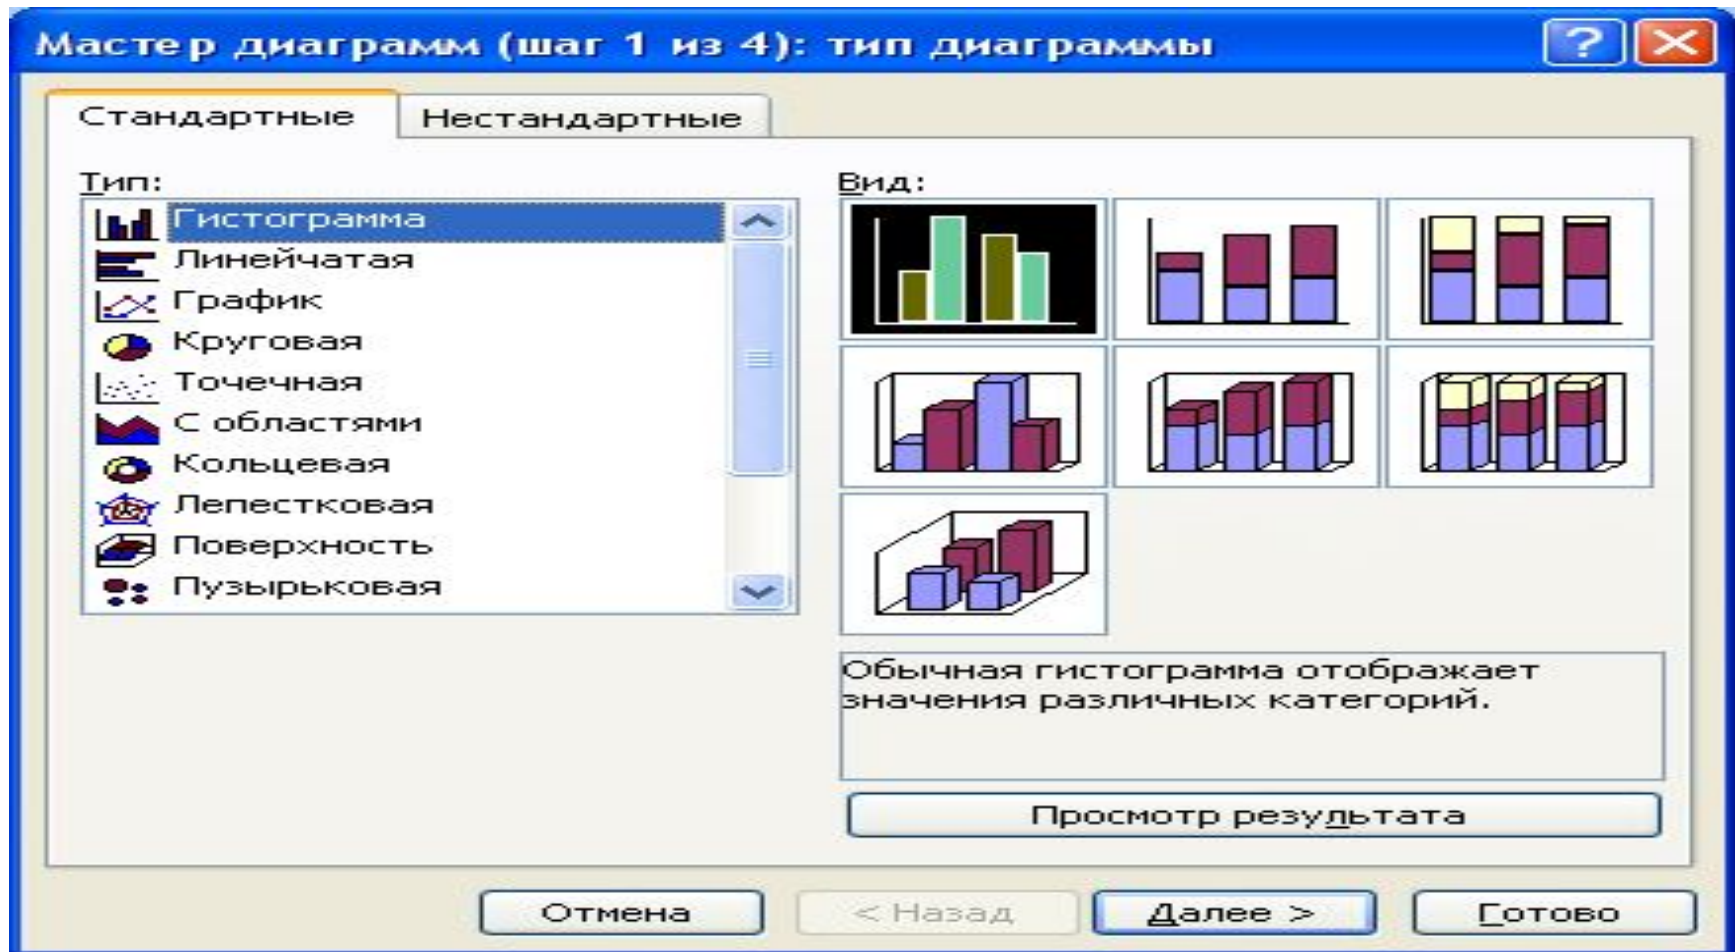 Мастер диаграмм (шаг 1 из 4): тип диаграммы
Стандартные
Нестандартные
Тип:
Гистограмма
Линейчатая
График
Круговая
Точечная
С областями
Кольцевая
Лепестковая
Поверхность
Пузырьковая
Вид:
Обычная гистограмма отображает
значения различных категорий.
Просмотр результата
Отмена
< Назад
Далее >
Готово